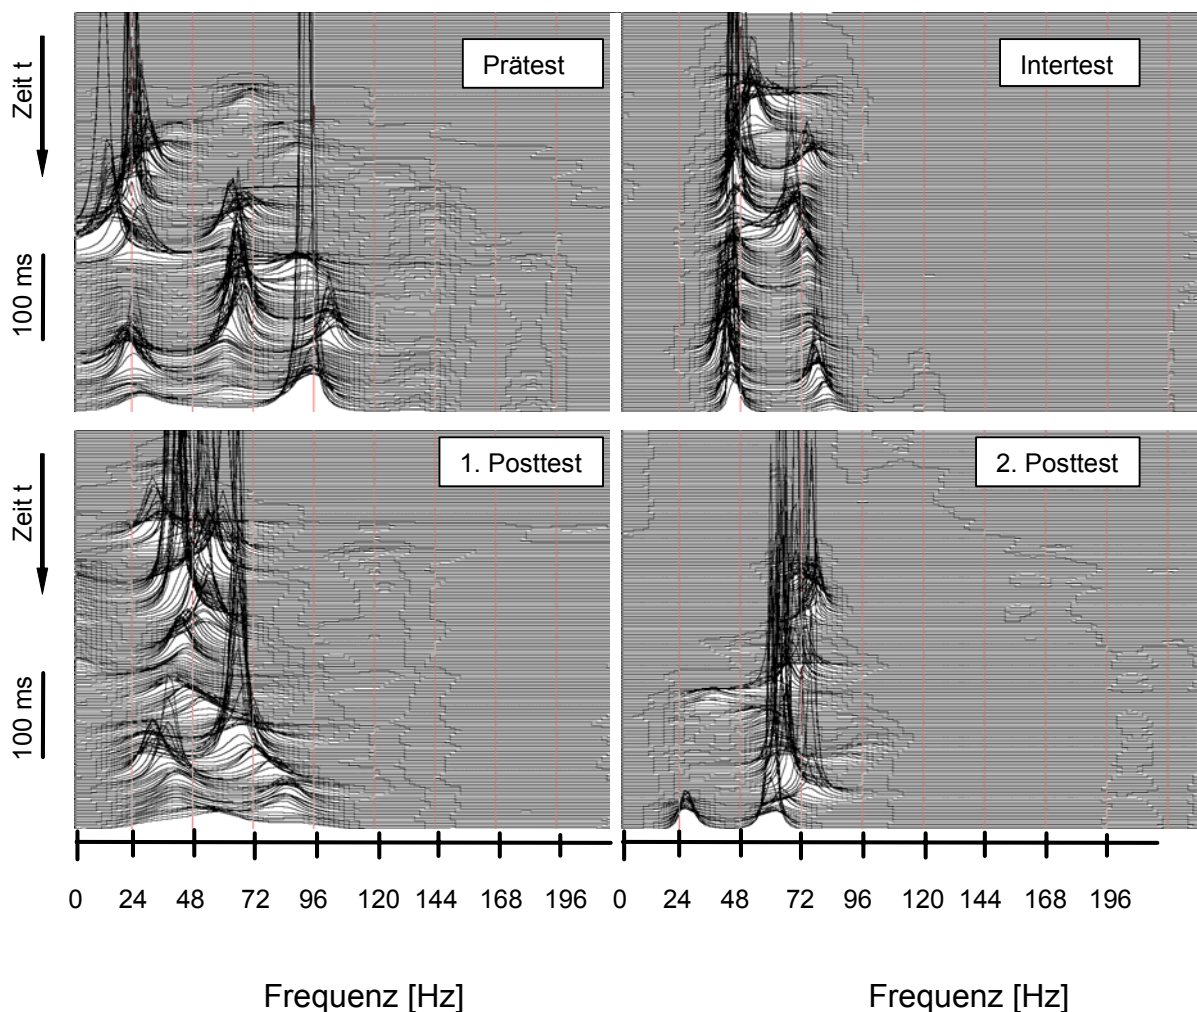 Prätest
Intertest
Zeit t
100 ms
1. Posttest
2. Posttest
Zeit t
100 ms
0 24 48 72 96 120 144 168 196
0 24 48 72 96 120 144 168 196
Frequenz [Hz]
Frequenz [Hz]